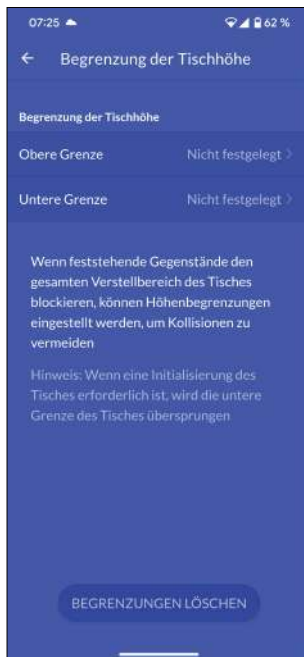 07:25 62 %
Begrenzung der Tischhöhe
Begrenzung der Tischhöhe
Obere Grenze Nicht festgelegt
Untere Grenze Nicht festgelegt
Wenn feststehende Gegenstände den
gesamten Verstellbereich des Tisches
blockieren, können Höhenbegrenzungen
eingestellt werden, um Kollisionen zu
vermeiden
Hinweis: Wenn eine Initialisierung des
Tisches erforderlich ist, wird die untere
Grenze des Tisches übersprungen
BEGRENZUNGEN LÖSCHEN